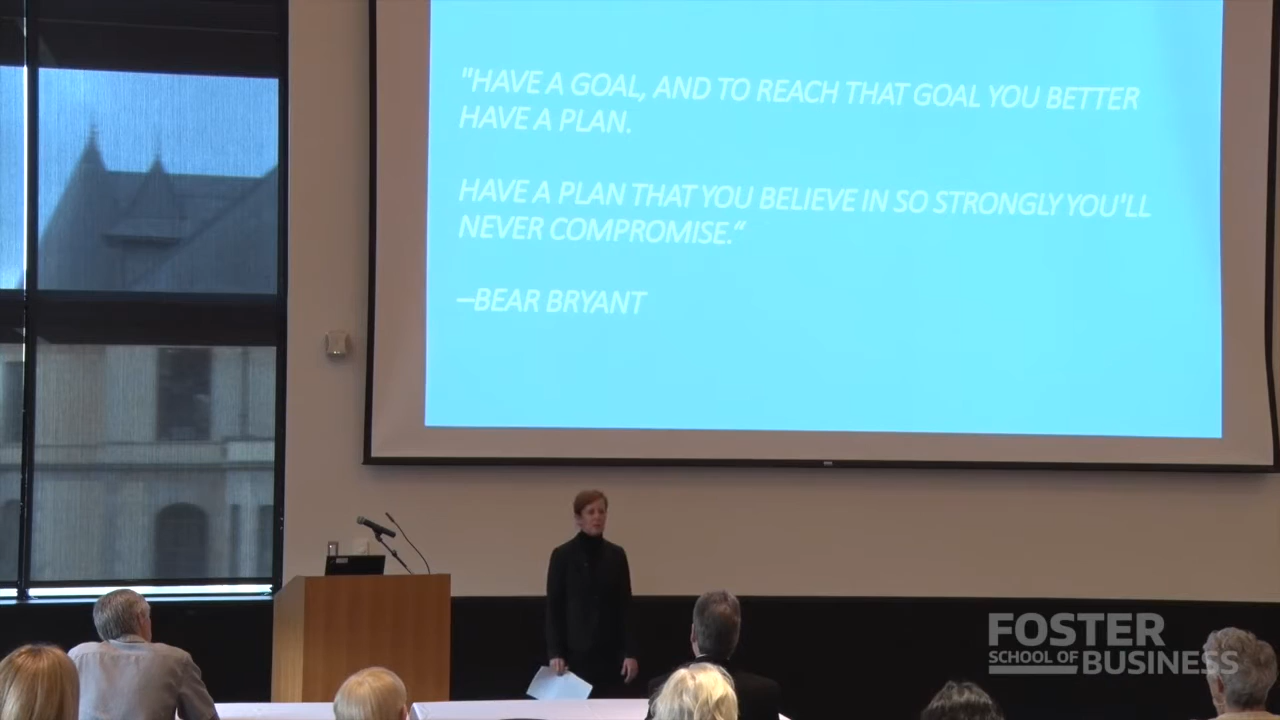 "HAVE A GOAL, AND TO REACH THAT GOAL YOU BETTER
HAVE A PLAN.
HAVE A PLAN THAT YOU BELIEVE IN SO STRONGLY YOU'LL
NEVER COMPROMISE.“
–BEAR BRYANT
FOSTER
SCHOOL OF BUSINESS